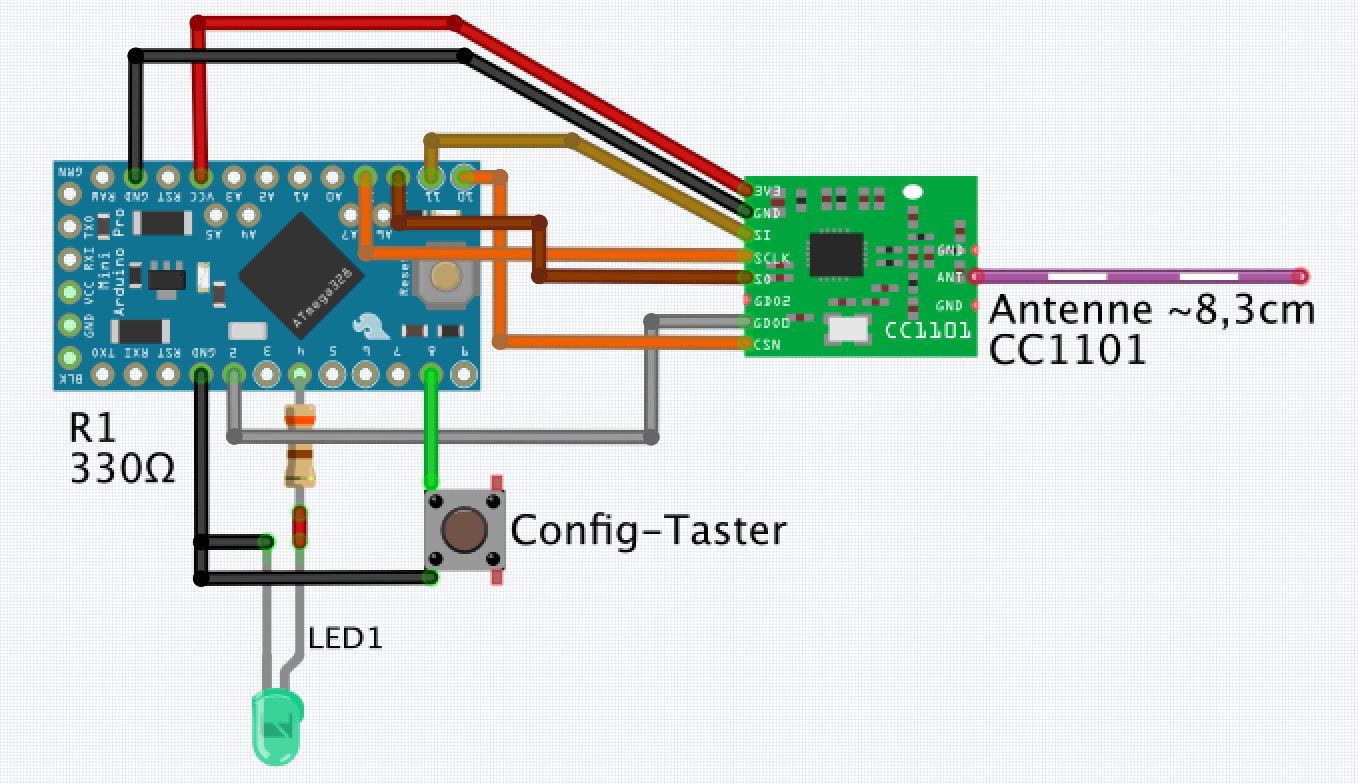 GRN
RAW
GND
RST
VCC
A3
A2
A1
A0
11
10
A5
A4
A7
A6
TXO
RXI
VCC
GND
BLK
Pro
Mini
Arduino
ATmega328
Reset
TXO
RXI
RST
GND
2
3
4
5
6
7
8
9
3V3
GND
SI
SCLK
SO
GDO2
GDO0
CSN
GND
ANT
GND
CC1101
Antenne ~8,3cm
CC1101
R1
330Ω
Config-Taster
LED1